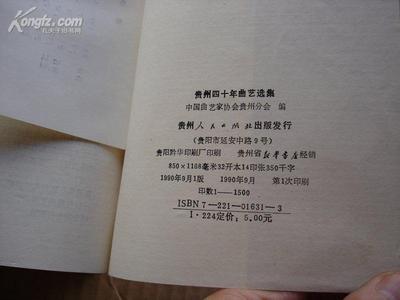 Kongfz.com
孔夫子旧书网
贵州四十年曲艺选集
中国曲艺家协会贵州分会 编
贵州人民出版社出版发行
(贵阳市延安中路9号)
贵阳黔华印刷厂印刷 贵州省新华书店经销
850×1168毫米32开本14印张350千字
1990年9月1版 1990年9月 第1次印刷
印数1—1500
ISBN 7—221—01631—3
I·224定价:5.00元